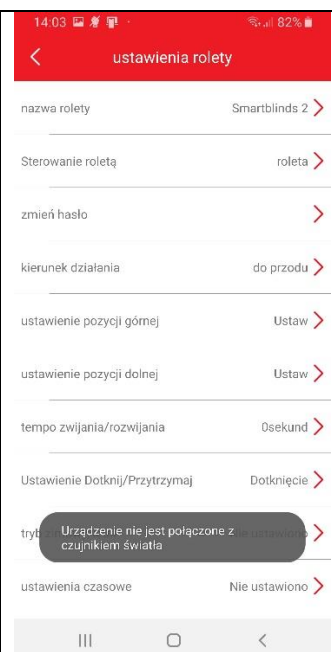 14:03 82%
ustawienia rolety
nazwa rolety Smartblinds 2
Sterowanie roletą roleta
zmień hasło
kierunek działania do przodu
ustawienie pozycji górnej Ustaw
ustawienie pozycji dolnej Ustaw
tempo zwijania/rozwijania 0sekund
Ustawienie Dotknij/Przytrzymaj Dotknięcie
tryb
Urządzenie nie jest połączone z
czujnikiem światła
ustawienia czasowe Nie ustawiono